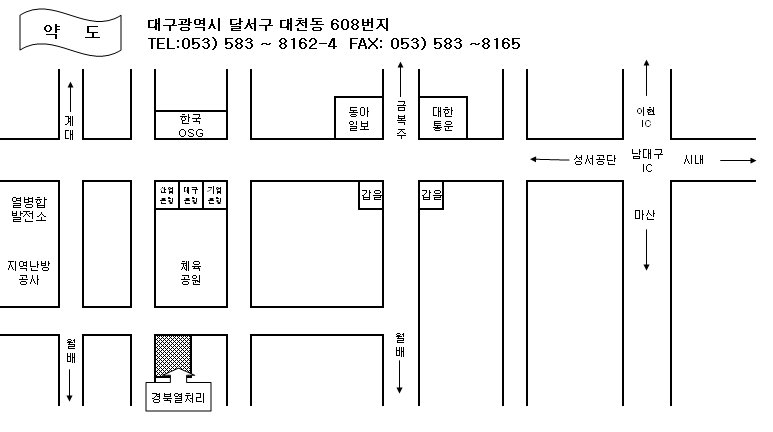 약 도
대구광역시 달서구 대천동 608번지
TEL:053) 583 ~ 8162-4 FAX: 053) 583 ~8165
계대
한국
OSG
동아
일보
금복주
대한
통운
이현
IC
성서공단
남대구
IC
시내
열병합
발전소
산업
은행
대구
은행
기업
은행
갑을
갑을
마산
지역난방
공사
체육
공원
월배
월배
경북열처리